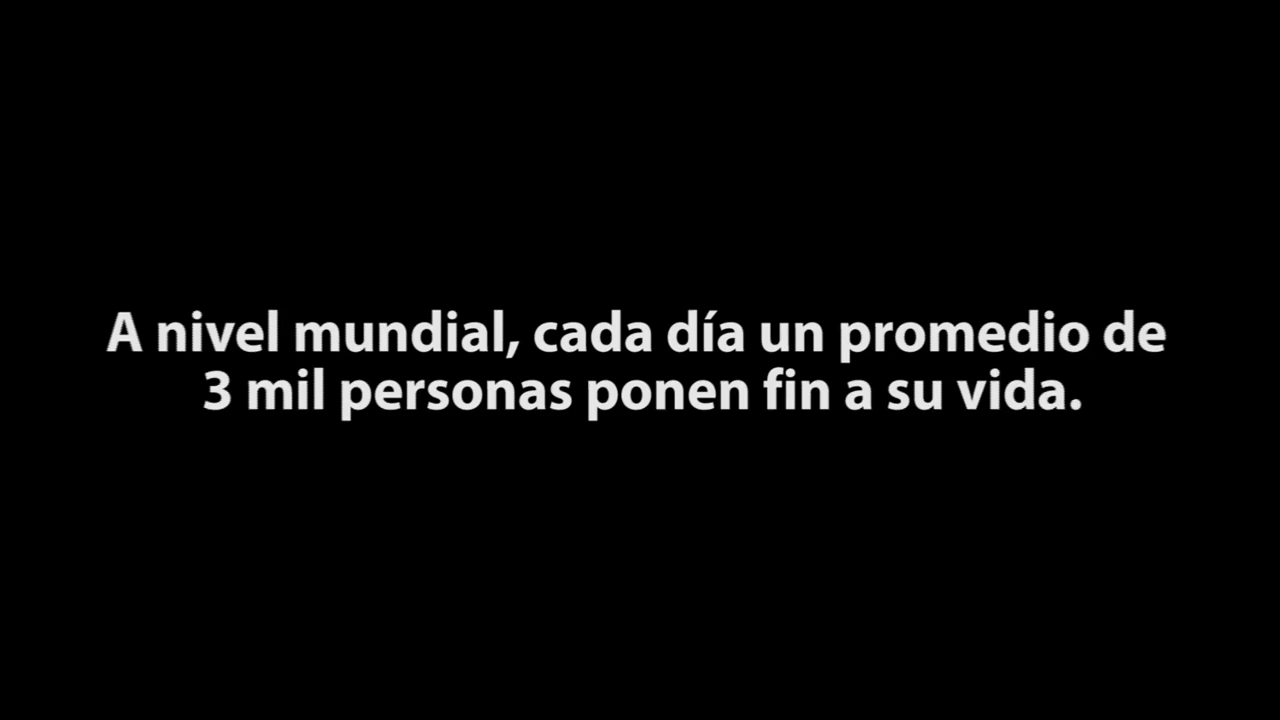 A nivel mundial, cada día un promedio de
3 mil personas ponen fin a su vida.